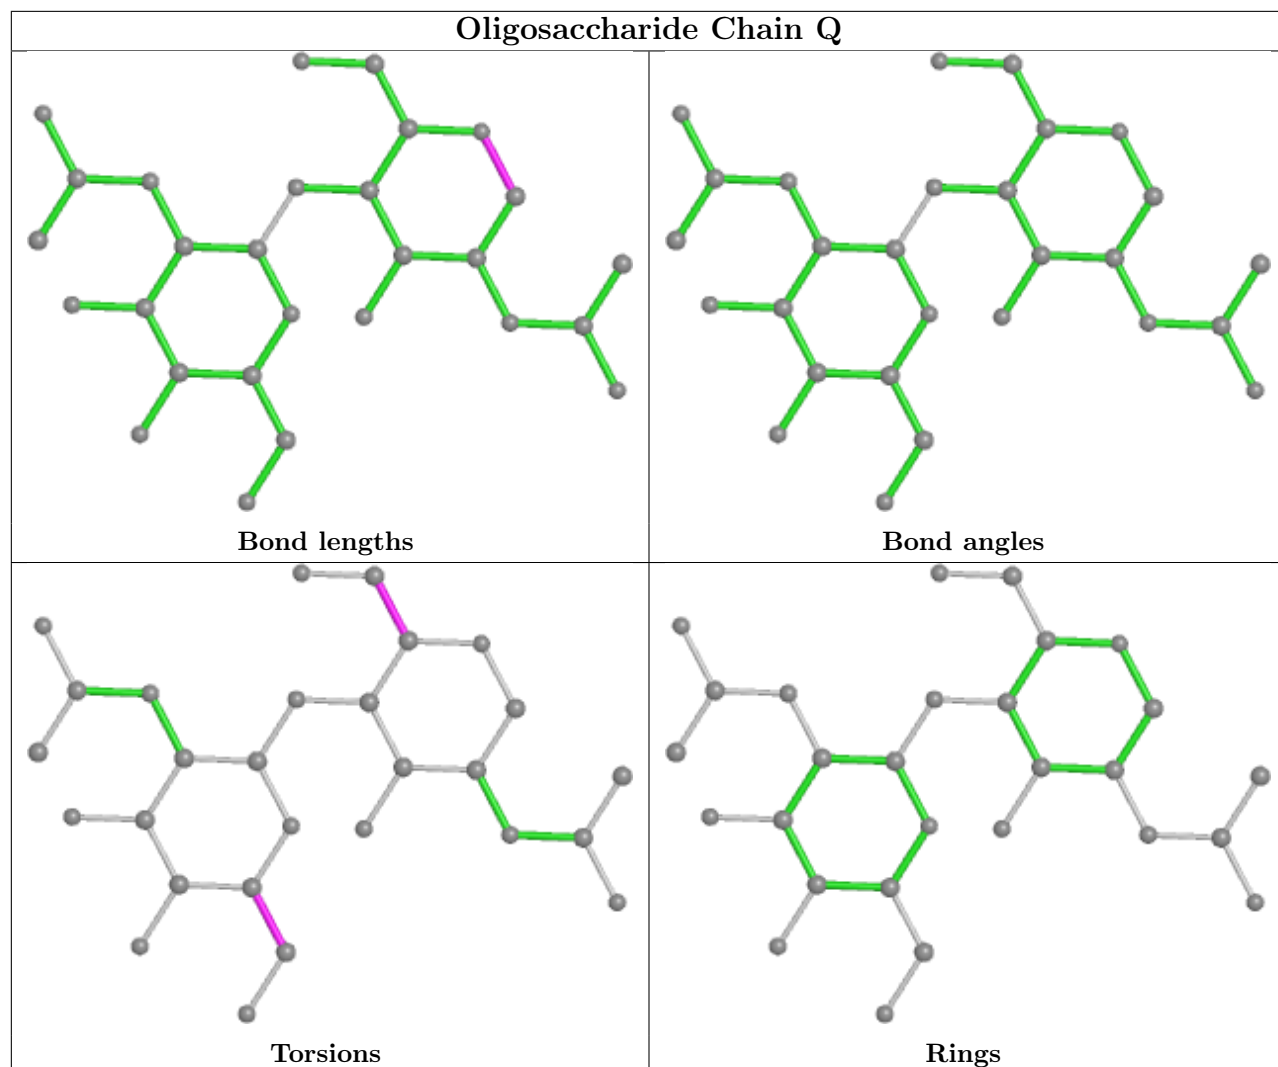 Oligosaccharide Chain Q
Bond lengths
Bond angles
Torsions
Rings